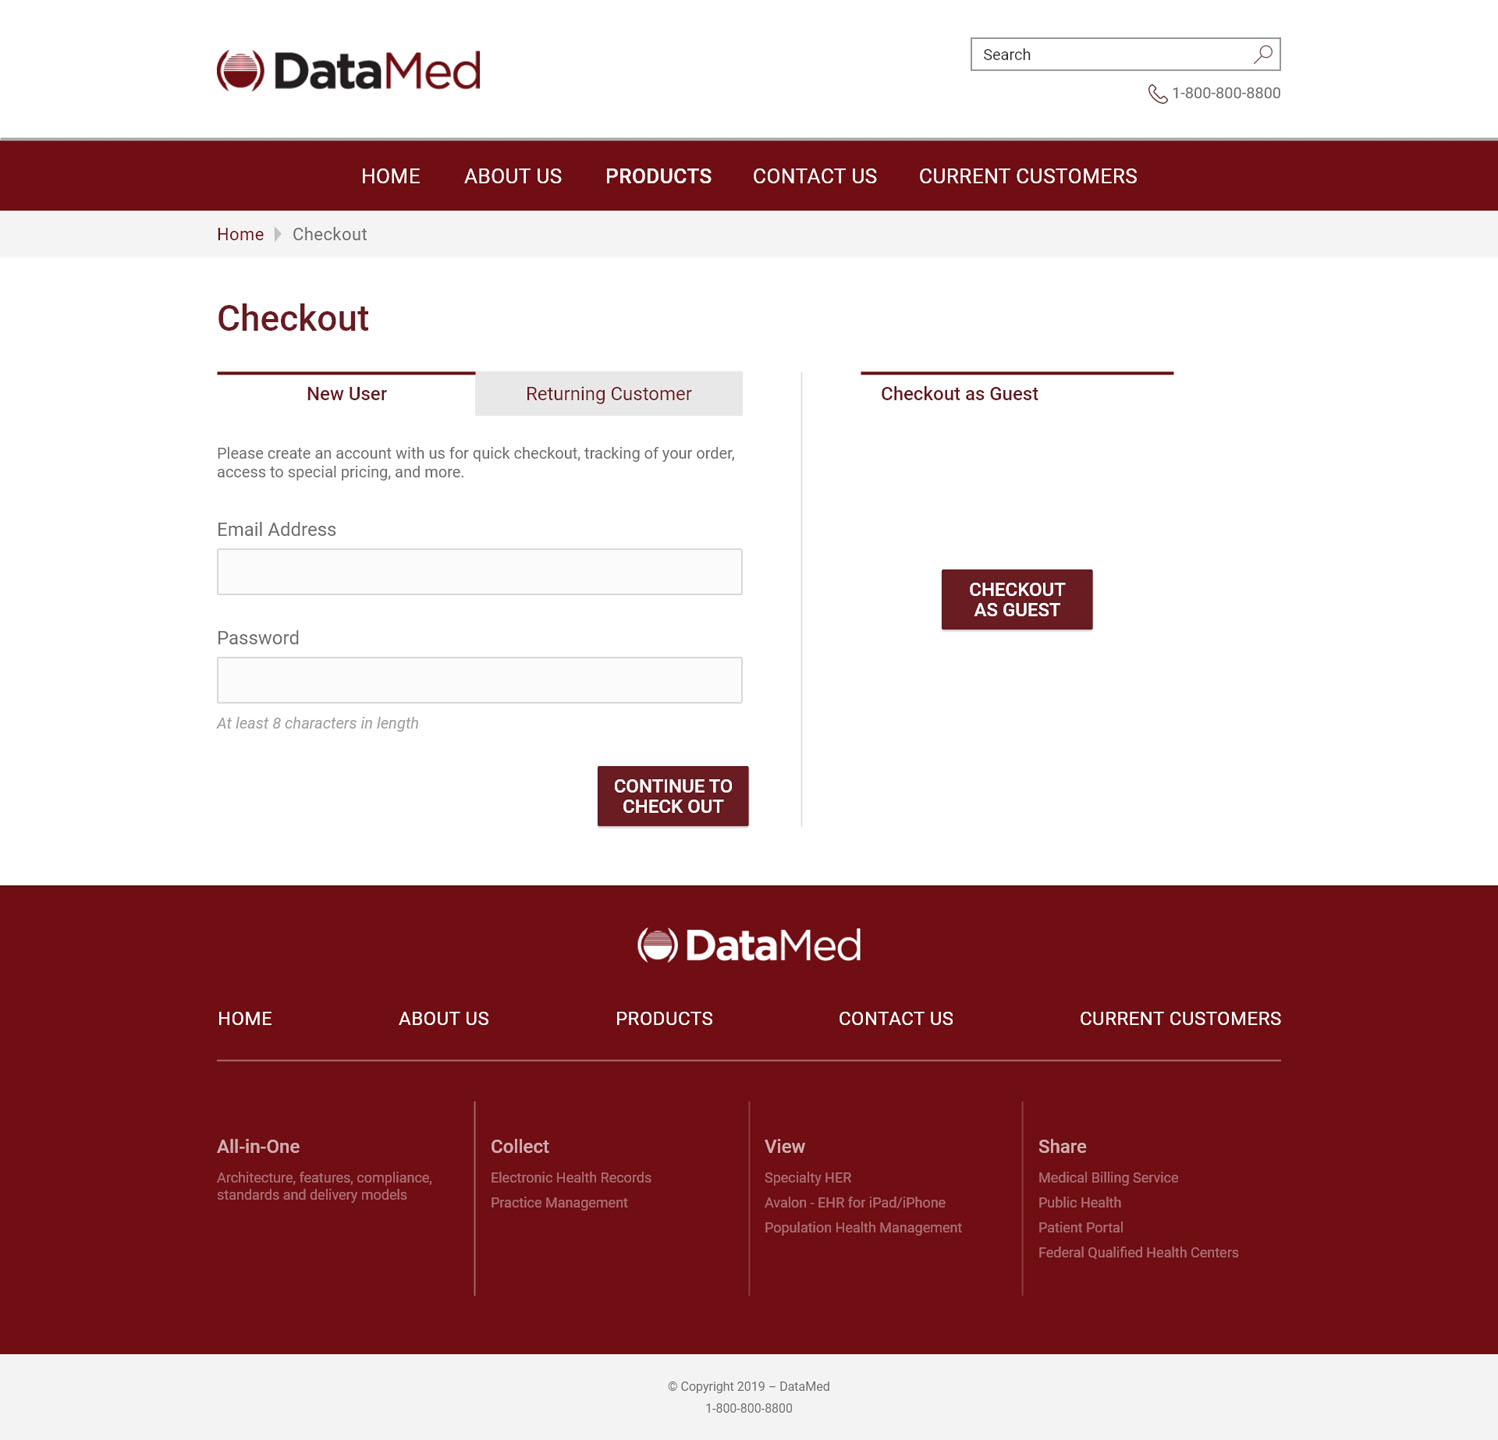 DataMed
Search
1-800-800-8800
HOME
ABOUT US
PRODUCTS
CONTACT US
CURRENT CUSTOMERS
Home
Checkout
Checkout
New User
Returning Customer
Please create an account with us for quick checkout, tracking of your order,
access to special pricing, and more.
Email Address
Password
At least 8 characters in length
CONTINUE TO
CHECK OUT
Checkout as Guest
CHECKOUT
AS GUEST
DataMed
HOME
ABOUT US
PRODUCTS
CONTACT US
CURRENT CUSTOMERS
All-in-One
Architecture, features, compliance,
standards and delivery models
Collect
Electronic Health Records
Practice Management
View
Specialty HER
Avalon - EHR for iPad/iPhone
Population Health Management
Share
Medical Billing Service
Public Health
Patient Portal
Federal Qualified Health Centers
© Copyright 2019 – DataMed
1-800-800-8800